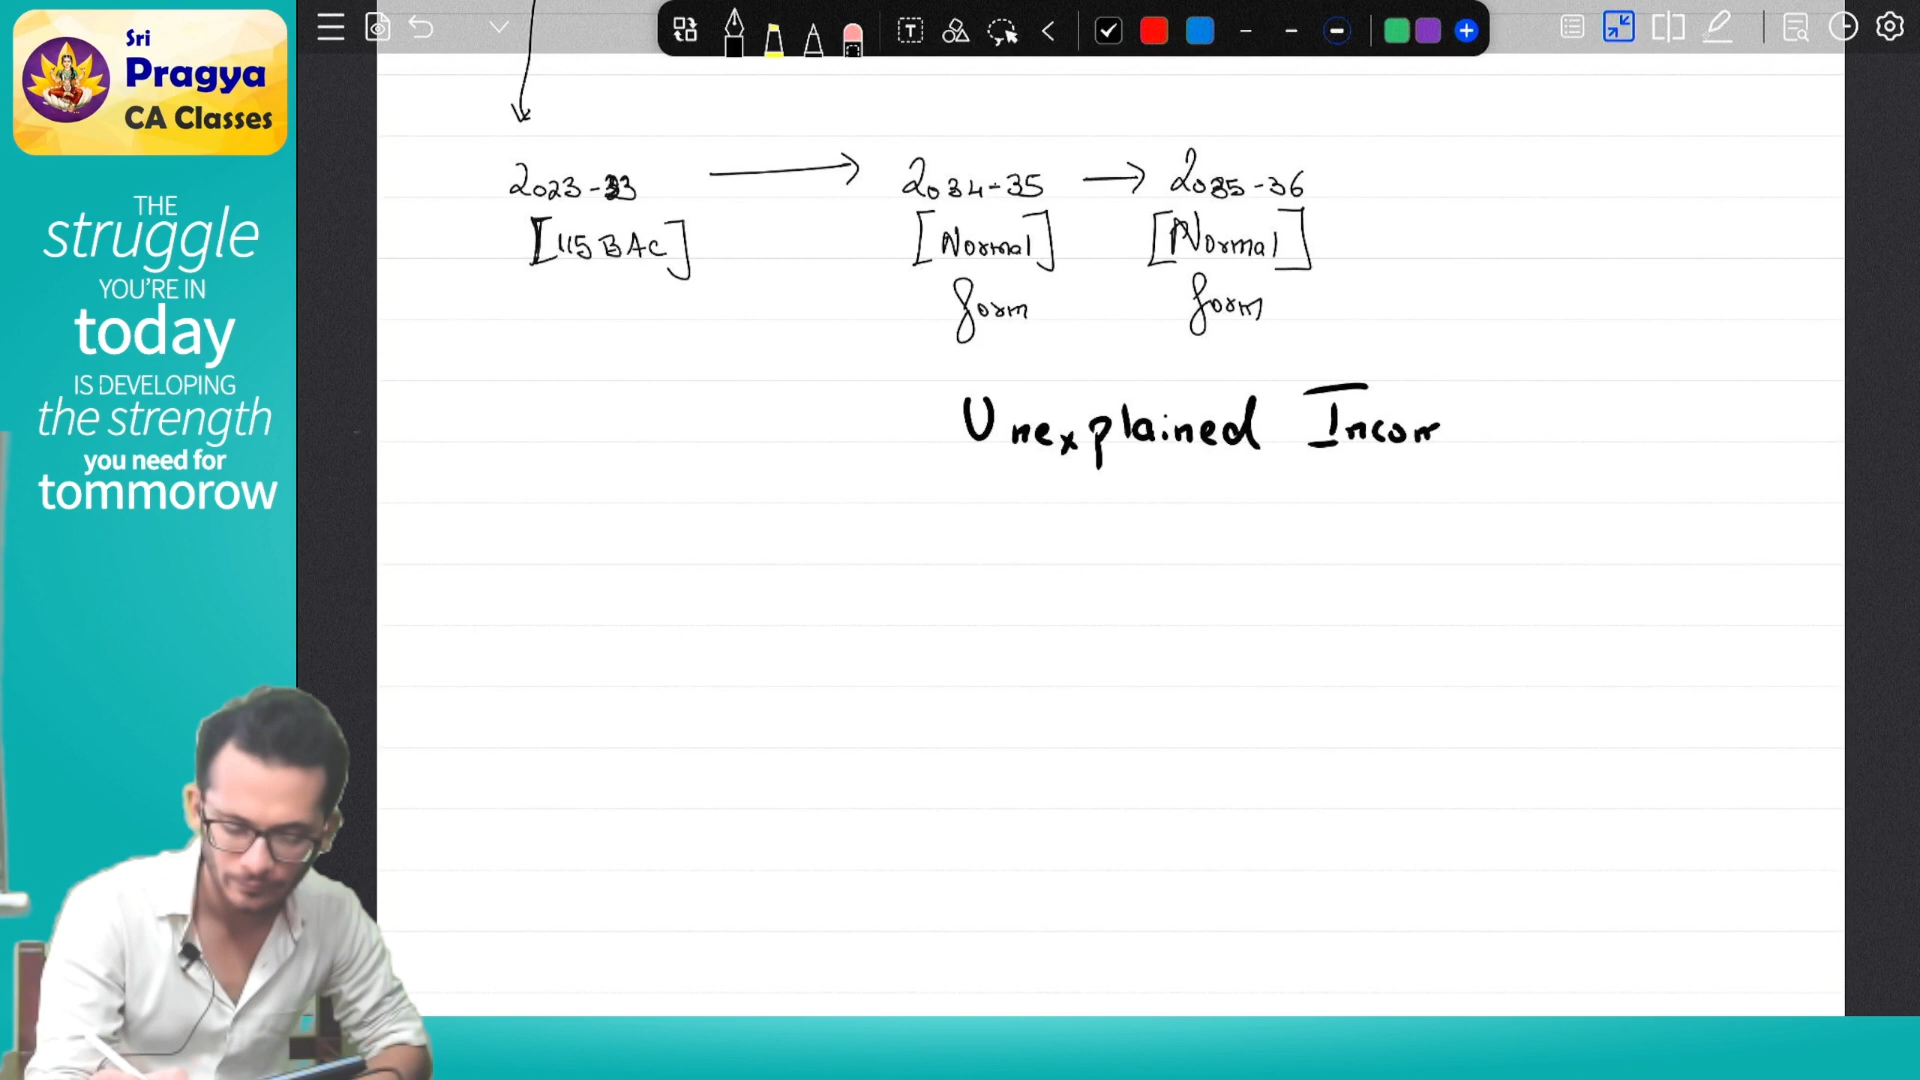 Sri
Pragya
CA Classes
THE
struggle
YOU'RE IN
today
IS DEVELOPING
the strength
you need for
tommorow
2023-33 2034-35 2035-36
[115BAC] [Normal] [Normal]
form form
Unexplained Incom